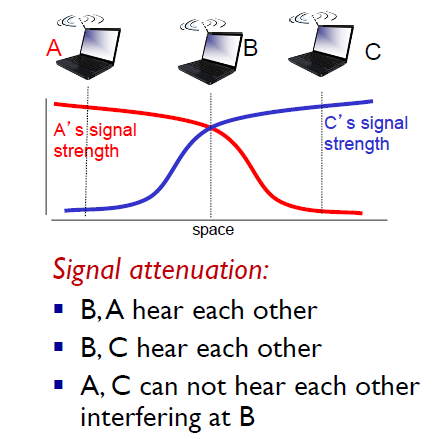 A
B
C
A's signal
strength
C's signal
strength
space
Signal attenuation:
▪ B, A hear each other
▪ B, C hear each other
▪ A, C can not hear each other
interfering at B